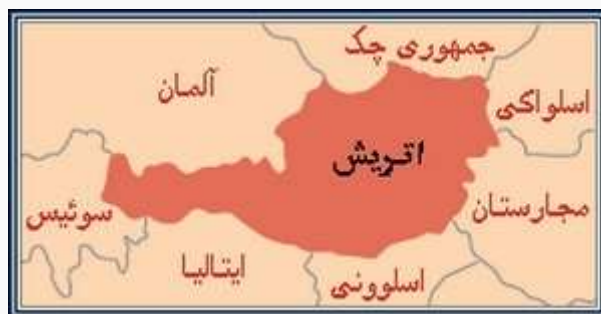 جمهوری چک
آلمان
اسلواکی
اتریش
مجارستان
سوئیس
ایتالیا
اسلوونی